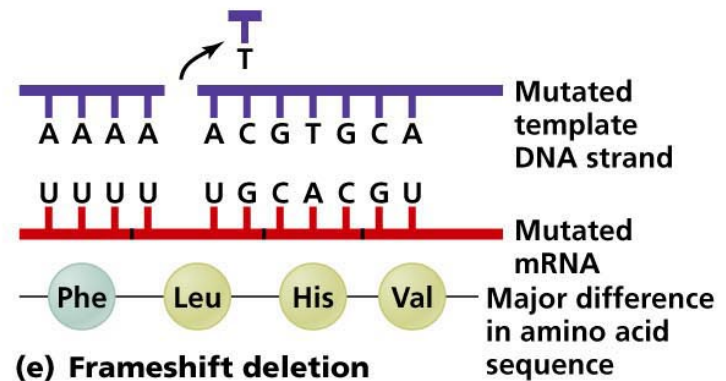 T
A A A A A C G T G C A
Mutated
template
DNA strand
U U U U U G C A C G U
Mutated
mRNA
Phe Leu His Val
Major difference
in amino acid
sequence
(e) Frameshift deletion